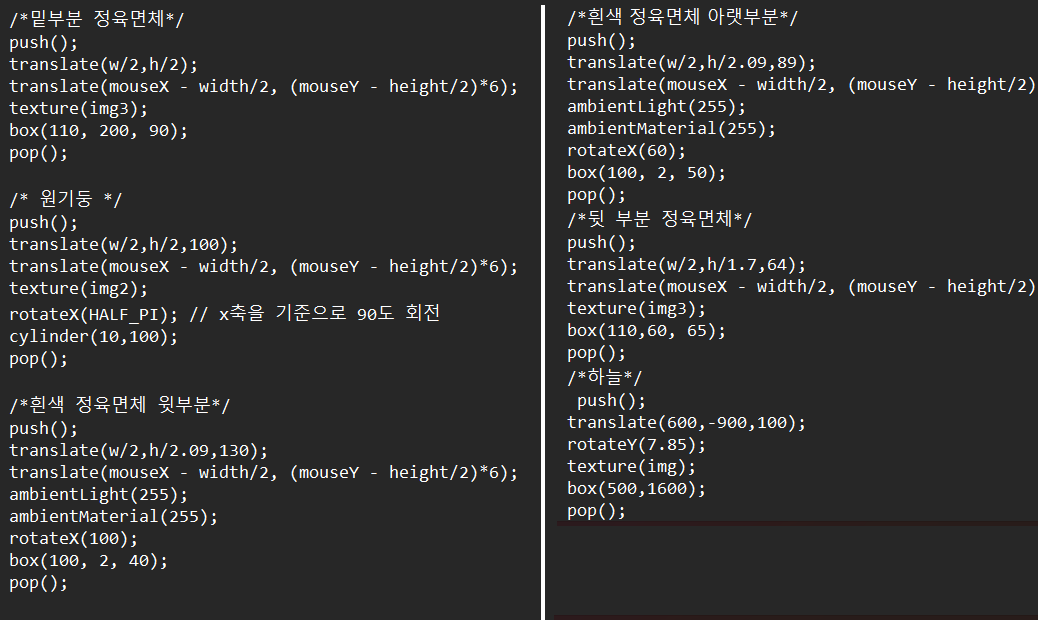 /*밑부분 정육면체*/
push();
translate(w/2,h/2);
translate(mouseX - width/2, (mouseY - height/2)*6);
texture(img3);
box(110, 200, 90);
pop();
/* 원기둥 */
push();
translate(w/2,h/2,100);
translate(mouseX - width/2, (mouseY - height/2)*6);
texture(img2);
rotateX(HALF_PI); // x축을 기준으로 90도 회전
cylinder(10,100);
pop();
/*흰색 정육면체 윗부분*/
push();
translate(w/2,h/2.09,130);
translate(mouseX - width/2, (mouseY - height/2)*6);
ambientLight(255);
ambientMaterial(255);
rotateX(100);
box(100, 2, 40);
pop();
/*흰색 정육면체 아랫부분*/
push();
translate(w/2,h/2.09,89);
translate(mouseX - width/2, (mouseY - height/2)
ambientLight(255);
ambientMaterial(255);
rotateX(60);
box(100, 2, 50);
pop();
/*뒷 부분 정육면체*/
push();
translate(w/2,h/1.7,64);
translate(mouseX - width/2, (mouseY - height/2)
texture(img3);
box(110,60, 65);
pop();
/*하늘*/
push();
translate(600,-900,100);
rotateY(7.85);
texture(img);
box(500,1600);
pop();